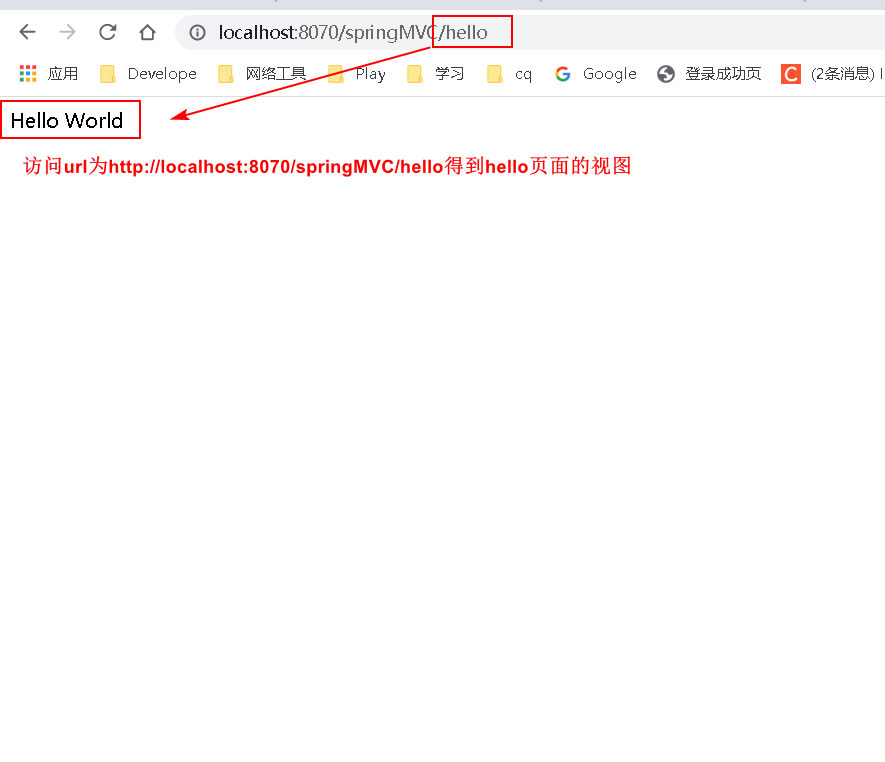 localhost:8070/springMVC/hello
应用 Develope 网络工具 Play 学习 cq Google 登录成功页 C (2条消息)
Hello World
访问url为http://localhost:8070/springMVC/hello得到hello页面的视图